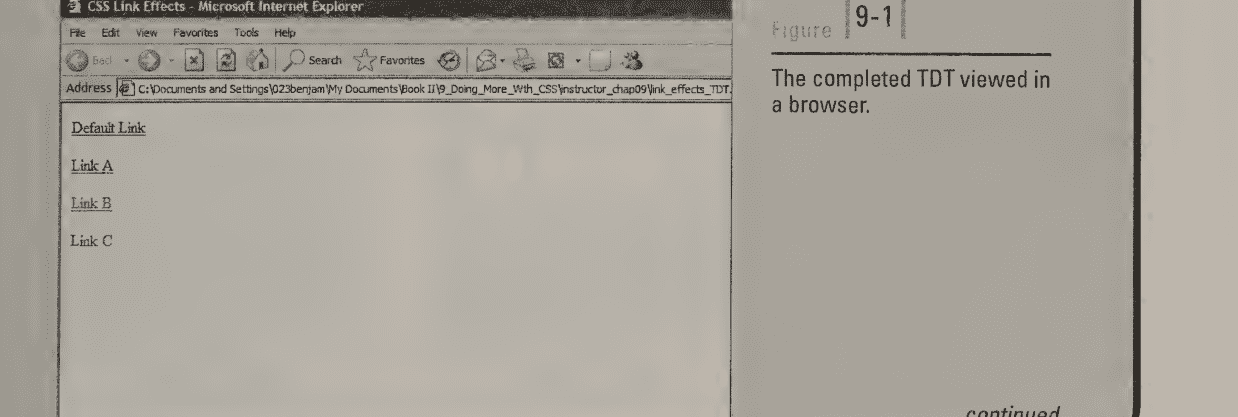 CSS Link Effects - Microsoft Internet Explorer
File Edit View Favorites Tools Help
Back Search Favorites
Address C:\Documents and Settings\023benjam\My Documents\Book II\9_Doing_More_Wth_CSS\instructor_chap09\link_effects_TDT.
Default Link
Link A
Link B
Link C
Figure 9-1
The completed TDT viewed in
a browser.
continued